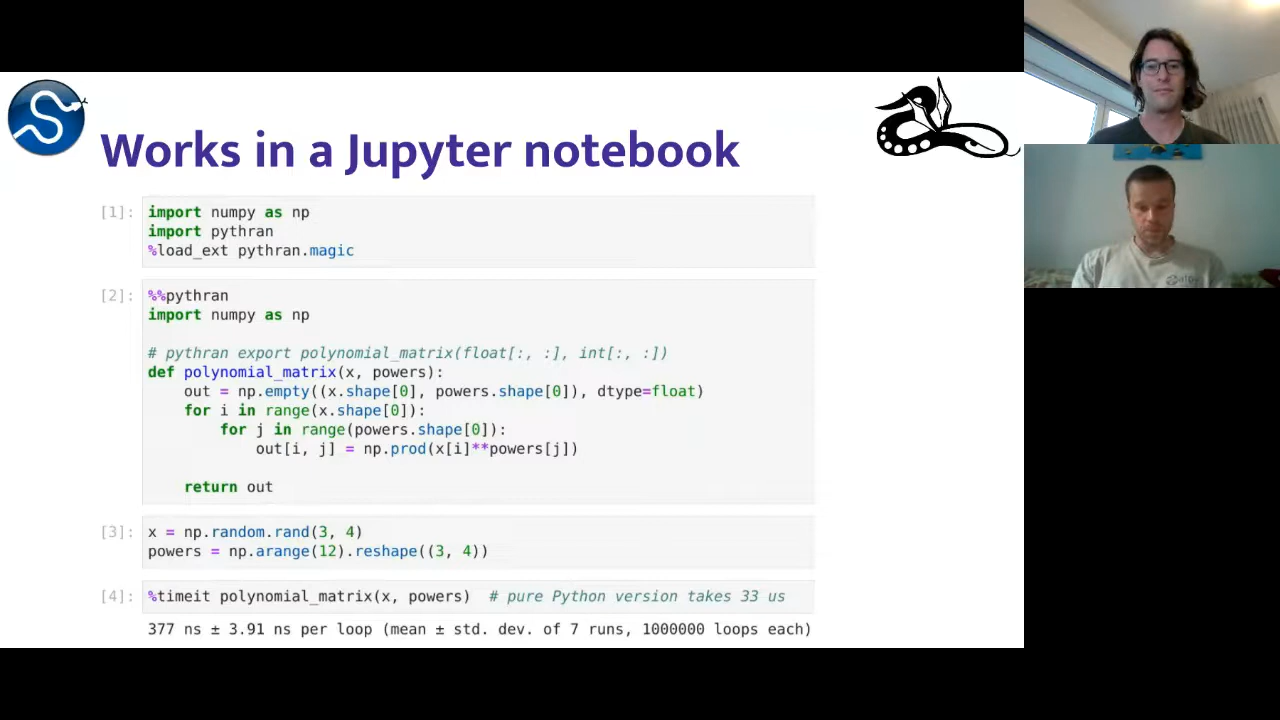 Works in a Jupyter notebook
[1]: import numpy as np
import pythran
%load_ext pythran.magic
[2]: %%pythran
import numpy as np
# pythran export polynomial_matrix(float[:, :], int[:, :])
def polynomial_matrix(x, powers):
    out = np.empty((x.shape[0], powers.shape[0]), dtype=float)
    for i in range(x.shape[0]):
        for j in range(powers.shape[0]):
            out[i, j] = np.prod(x[i]**powers[j])
    return out
[3]: x = np.random.rand(3, 4)
powers = np.arange(12).reshape((3, 4))
[4]: %timeit polynomial_matrix(x, powers)  # pure Python version takes 33 us
377 ns ± 3.91 ns per loop (mean ± std. dev. of 7 runs, 1000000 loops each)